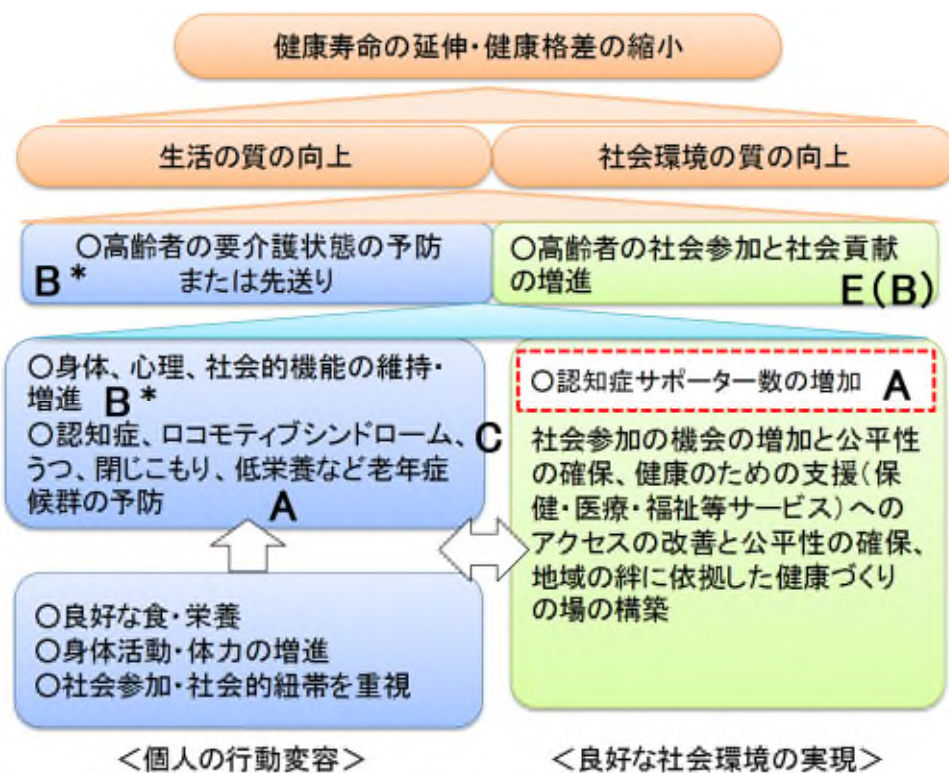 健康寿命の延伸・健康格差の縮小
生活の質の向上
社会環境の質の向上
〇高齢者の要介護状態の予防
または先送り
B*
〇高齢者の社会参加と社会貢献
の増進
E(B)
〇身体、心理、社会的機能の維持・
増進 B*
〇認知症、ロコモティブシンドローム、
うつ、閉じこもり、低栄養など老年症
候群の予防 A
C
〇認知症サポーター数の増加 A
社会参加の機会の増加と公平性
の確保、健康のための支援(保
健・医療・福祉等サービス)への
アクセスの改善と公平性の確保、
地域の絆に依拠した健康づくり
の場の構築
〇良好な食・栄養
〇身体活動・体力の増進
〇社会参加・社会的紐帯を重視
<個人の行動変容>
<良好な社会環境の実現>